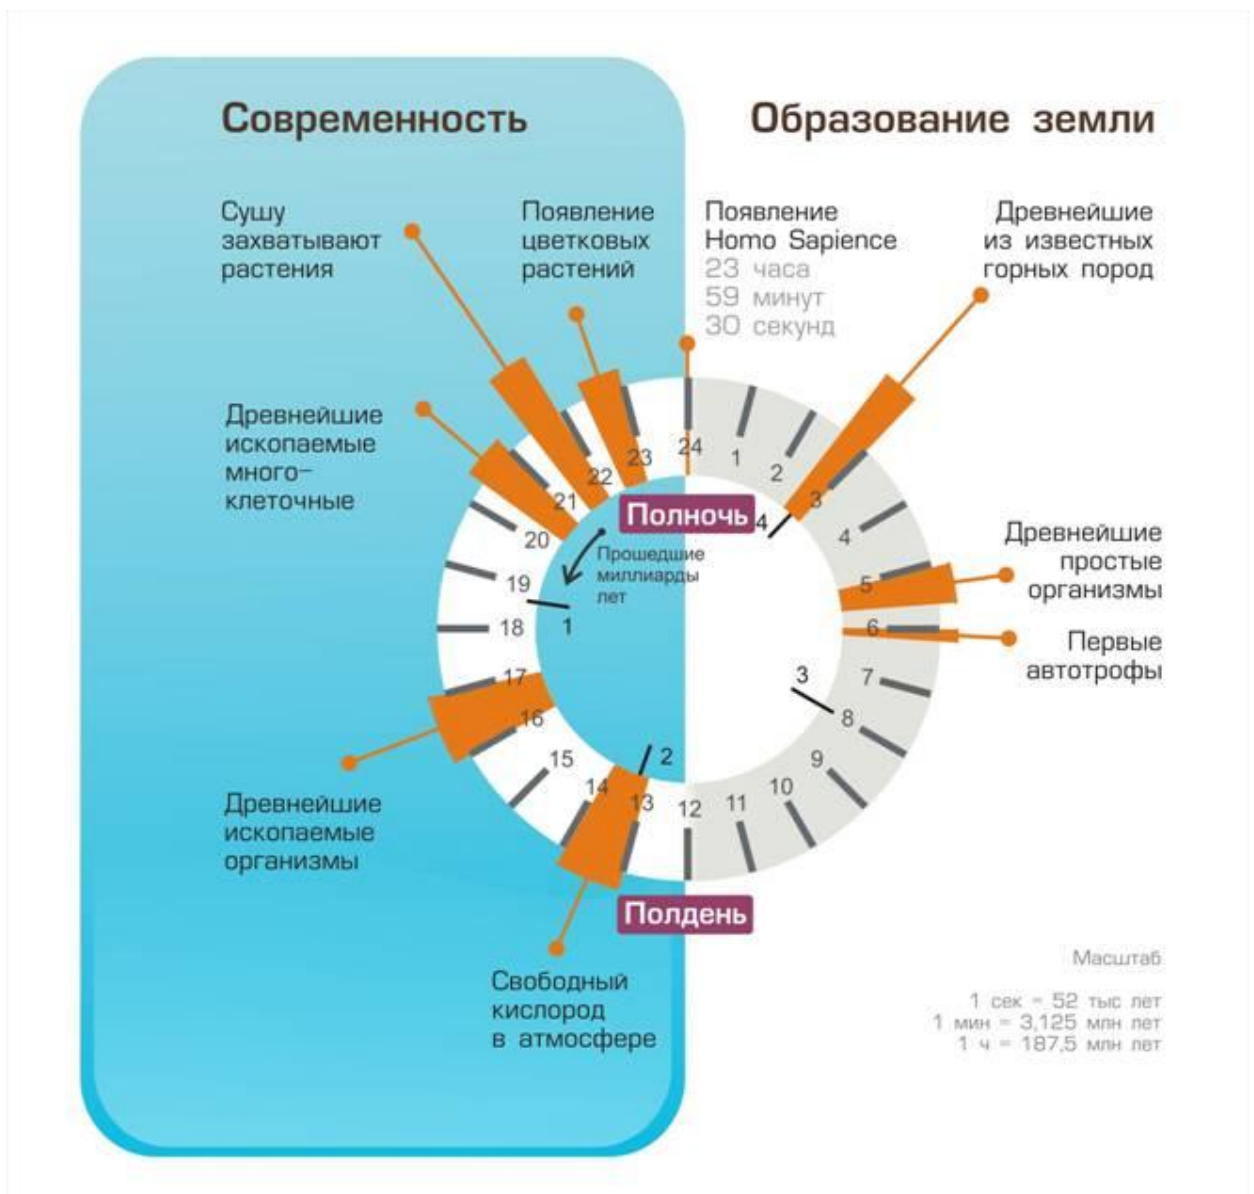 Современность
Образование земли
Сушу
захватывают
растения
Появление
цветковых
растений
Появление
Homo Sapience
23 часа
59 минут
30 секунд
Древнейшие
из известных
горных пород
Древнейшие
ископаемые
много-
клеточные
24
1
2
3
4
5
6
7
8
9
10
11
12
13
14
15
16
17
18
19
20
21
22
23
Полночь
4
Прошедшие
миллиарды
лет
1
3
2
Древнейшие
простые
организмы
Первые
автотрофы
Древнейшие
ископаемые
организмы
Полдень
Свободный
кислород
в атмосфере
Масштаб
1 сек = 52 тыс лет
1 мин = 3,125 млн лет
1 ч = 187,5 млн лет